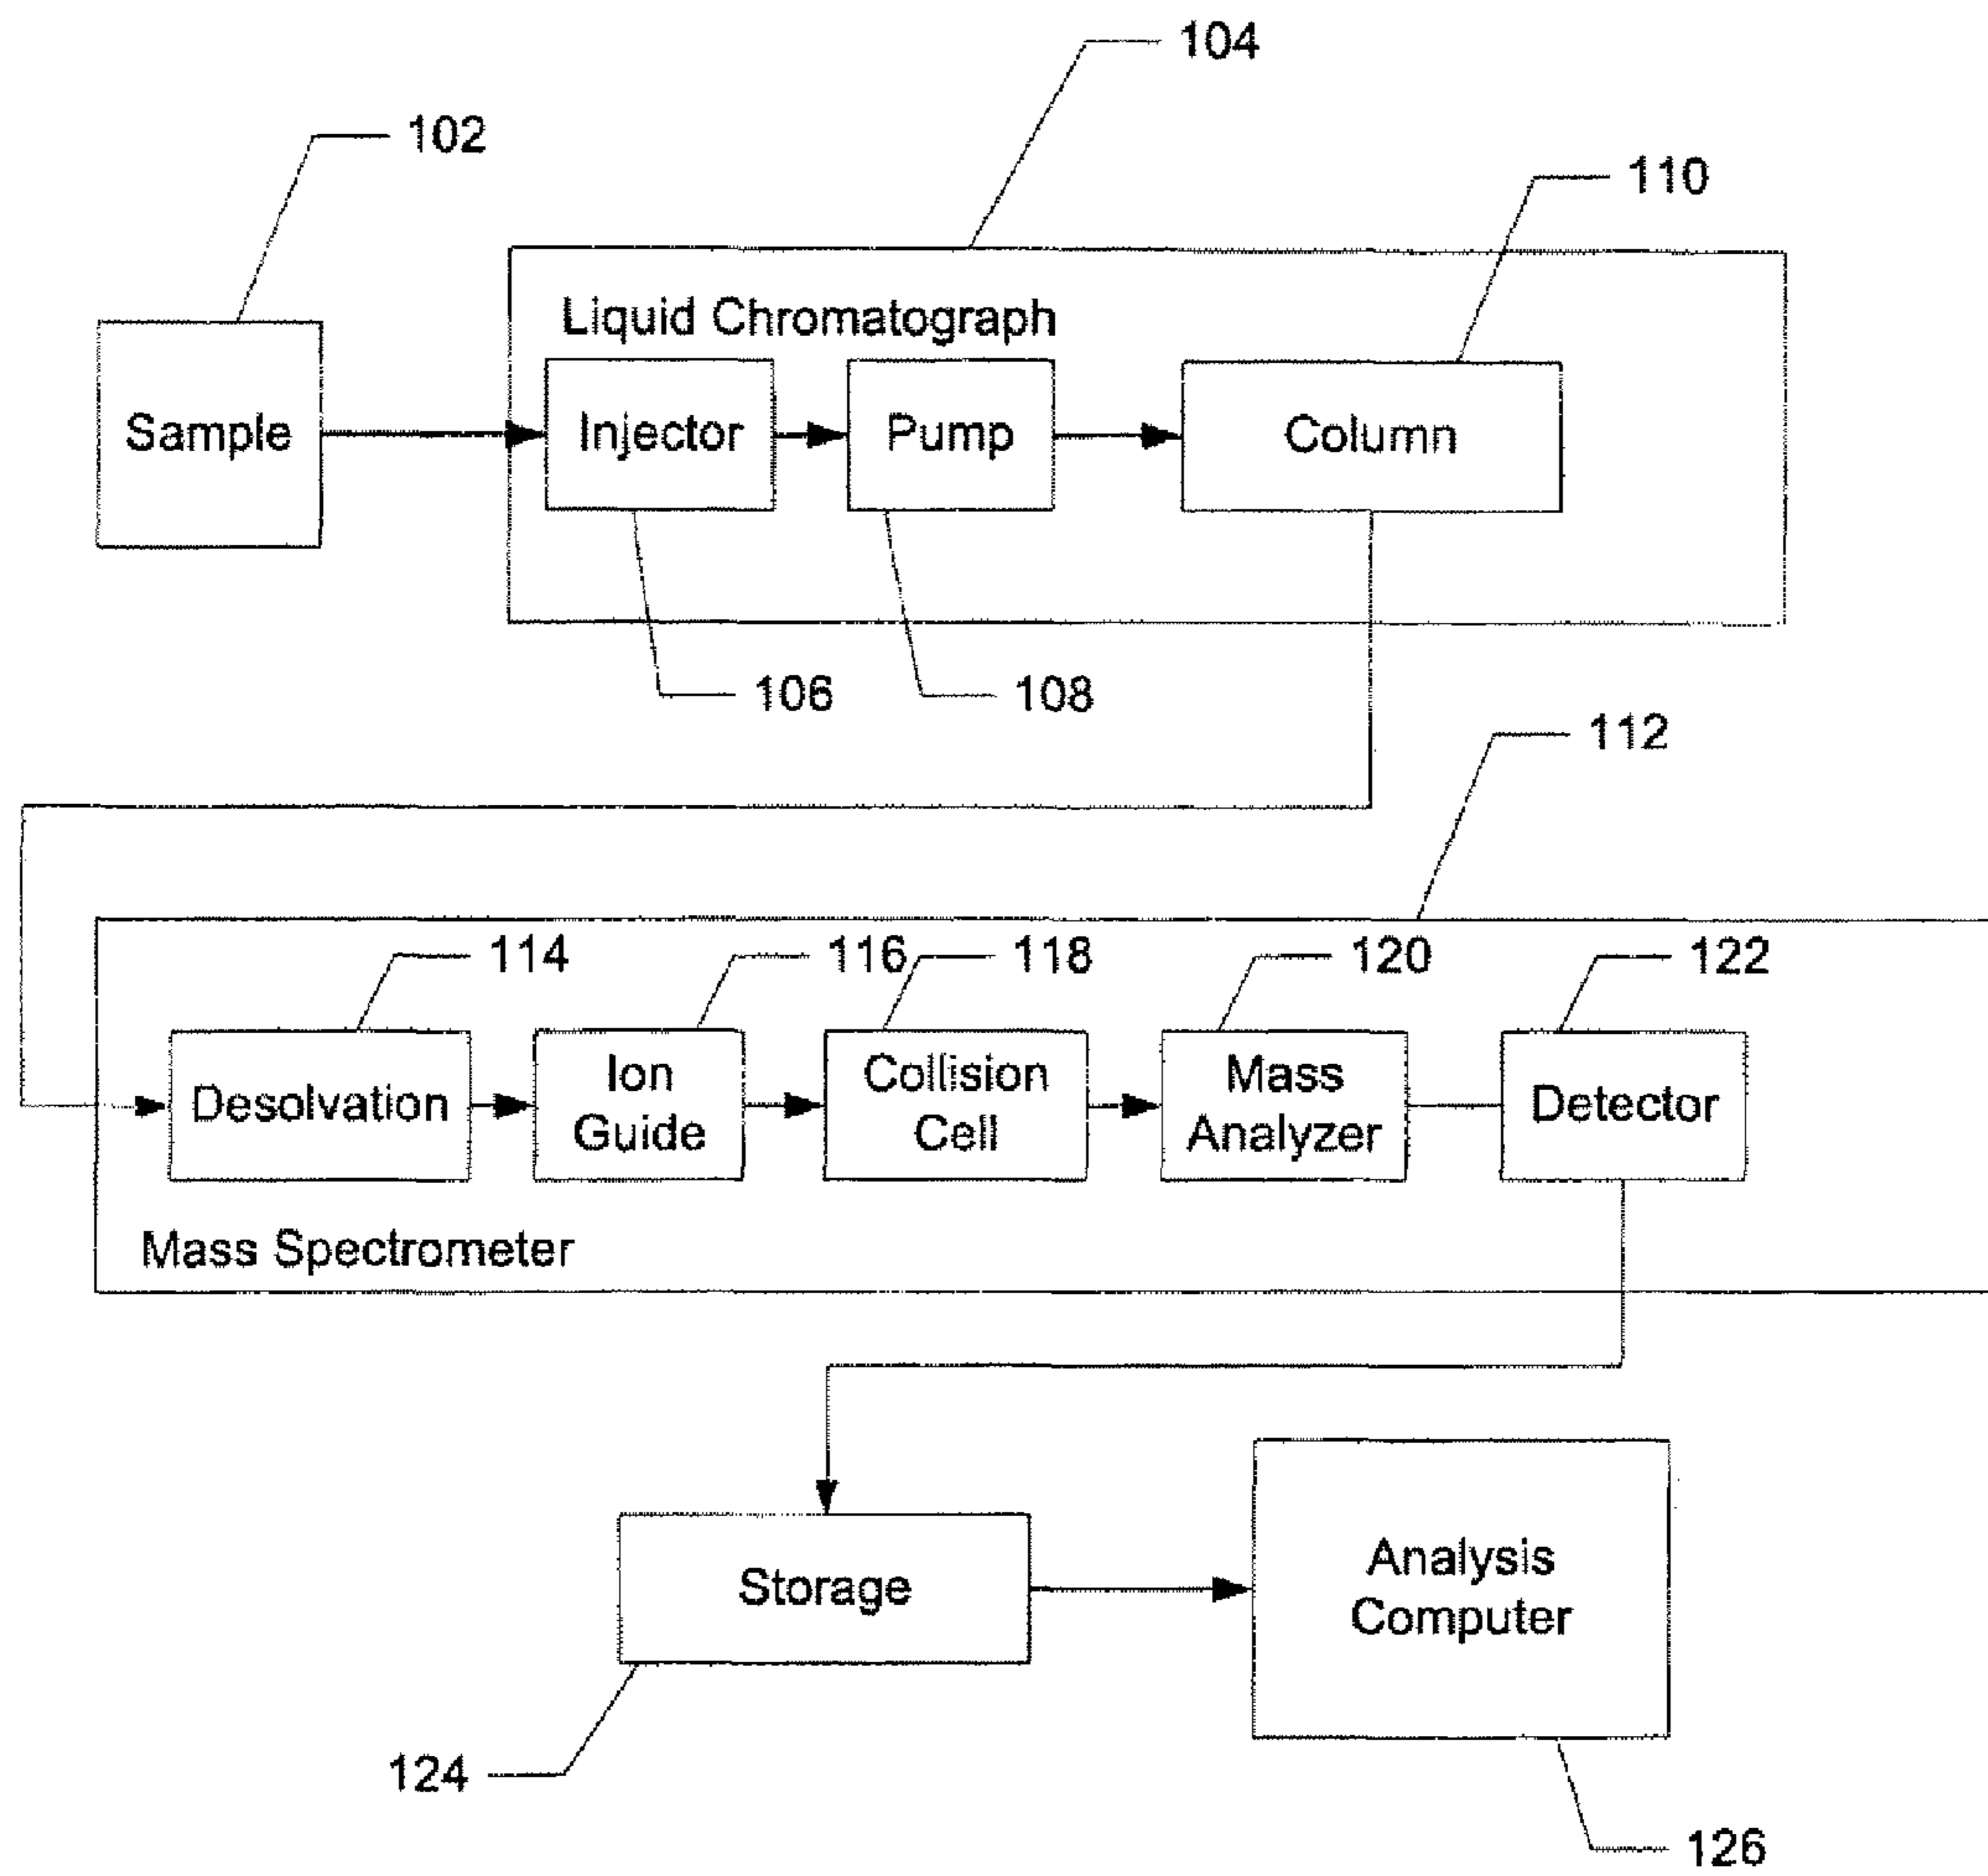 104
102
110
Liquid Chromatograph
Sample
Injector
Pump
Column
106
108
112
114
116
118
120
122
Desolvation
Ion
Guide
Collision
Cell
Mass
Analyzer
Detector
Mass Spectrometer
Storage
Analysis
Computer
124
126